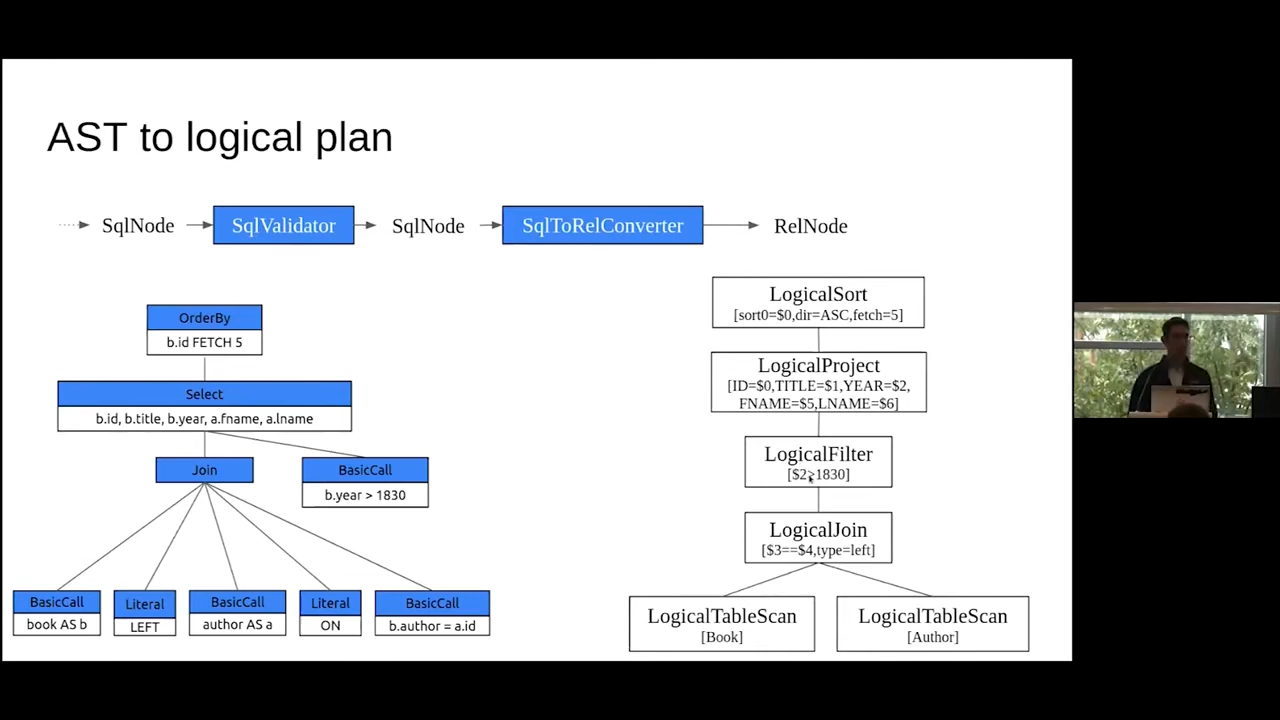 AST to logical plan
SqlNode
SqlValidator
SqlNode
SqlToRelConverter
RelNode
OrderBy
b.id FETCH 5
Select
b.id, b.title, b.year, a.fname, a.lname
Join
BasicCall
b.year > 1830
BasicCall
book AS b
Literal
LEFT
BasicCall
author AS a
Literal
ON
BasicCall
b.author = a.id
LogicalSort
[sort0=$0,dir=ASC,fetch=5]
LogicalProject
[ID=$0,TITLE=$1,YEAR=$2,
FNAME=$5,LNAME=$6]
LogicalFilter
[$2>1830]
LogicalJoin
[$3==$4,type=left]
LogicalTableScan
[Book]
LogicalTableScan
[Author]